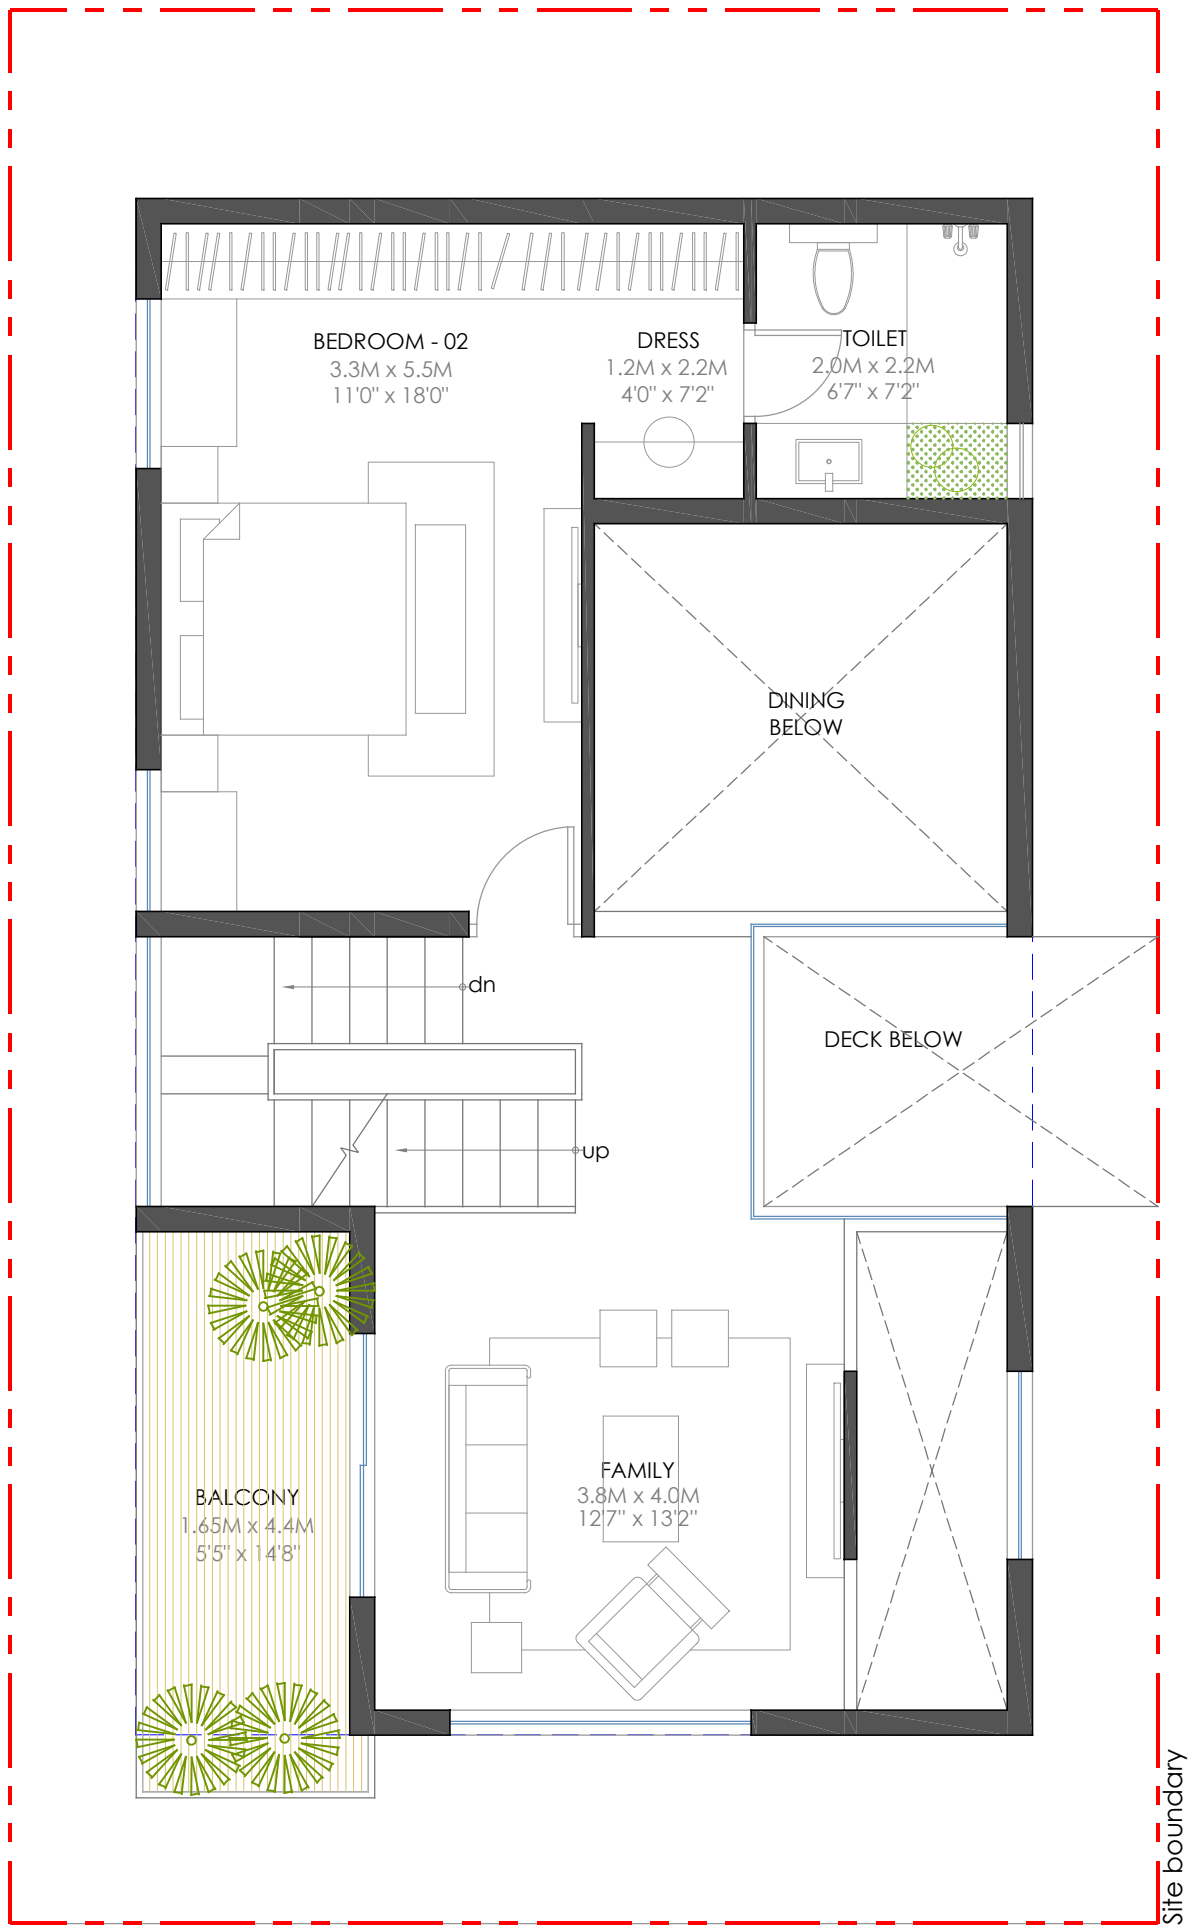 BEDROOM - 02
3.3M x 5.5M
11'0" x 18'0"
DRESS
1.2M x 2.2M
4'0" x 7'2"
TOILET
2.0M x 2.2M
6'7" x 7'2"
DINING
BELOW
dn
DECK BELOW
up
FAMILY
3.8M x 4.0M
12'7" x 13'2"
BALCONY
1.65M x 4.4M
5'5" x 14'8"
Site boundary